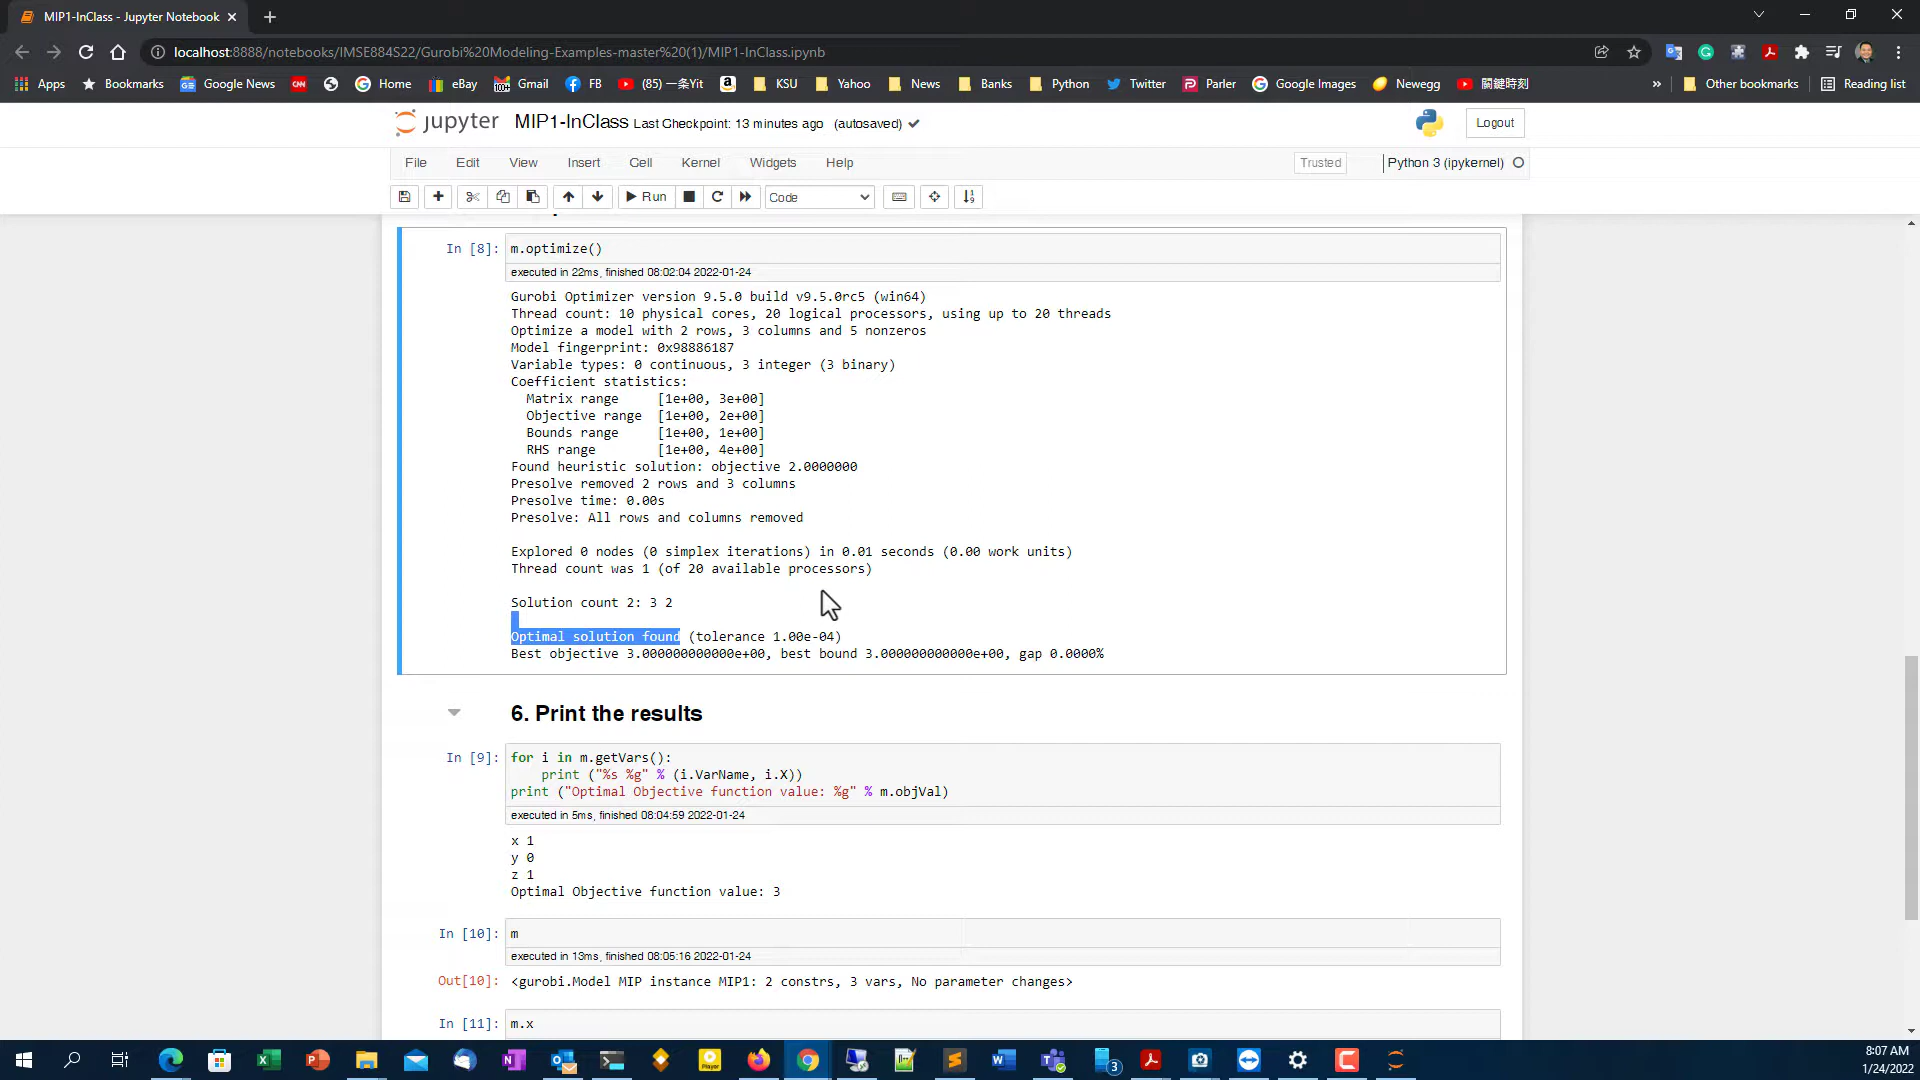 MIP1-InClass - Jupyter Notebook
localhost:8888/notebooks/IMSE884S22/Gurobi%20Modeling-Examples-master%20(1)/MIP1-InClass.ipynb
Apps Bookmarks Google News CNN Home eBay Gmail FB (85) 一条Yit KSU Yahoo News Banks Python Twitter Parler Google Images Newegg 關鍵時刻 » Other bookmarks Reading list
jupyter MIP1-InClass Last Checkpoint: 13 minutes ago (autosaved) Logout
File Edit View Insert Cell Kernel Widgets Help Trusted Python 3 (ipykernel)
Run Code
In [8]: m.optimize()
executed in 22ms, finished 08:02:04 2022-01-24
Gurobi Optimizer version 9.5.0 build v9.5.0rc5 (win64)
Thread count: 10 physical cores, 20 logical processors, using up to 20 threads
Optimize a model with 2 rows, 3 columns and 5 nonzeros
Model fingerprint: 0x98886187
Variable types: 0 continuous, 3 integer (3 binary)
Coefficient statistics:
Matrix range [1e+00, 3e+00]
Objective range [1e+00, 2e+00]
Bounds range [1e+00, 1e+00]
RHS range [1e+00, 4e+00]
Found heuristic solution: objective 2.0000000
Presolve removed 2 rows and 3 columns
Presolve time: 0.00s
Presolve: All rows and columns removed
Explored 0 nodes (0 simplex iterations) in 0.01 seconds (0.00 work units)
Thread count was 1 (of 20 available processors)
Solution count 2: 3 2
Optimal solution found (tolerance 1.00e-04)
Best objective 3.000000000000e+00, best bound 3.000000000000e+00, gap 0.0000%
6. Print the results
In [9]: for i in m.getVars():
print ("%s %g" % (i.VarName, i.X))
print ("Optimal Objective function value: %g" % m.objVal)
executed in 5ms, finished 08:04:59 2022-01-24
x 1
y 0
z 1
Optimal Objective function value: 3
In [10]: m
executed in 13ms, finished 08:05:16 2022-01-24
Out[10]: <gurobi.Model MIP instance MIP1: 2 constrs, 3 vars, No parameter changes>
In [11]: m.x
8:07 AM
1/24/2022